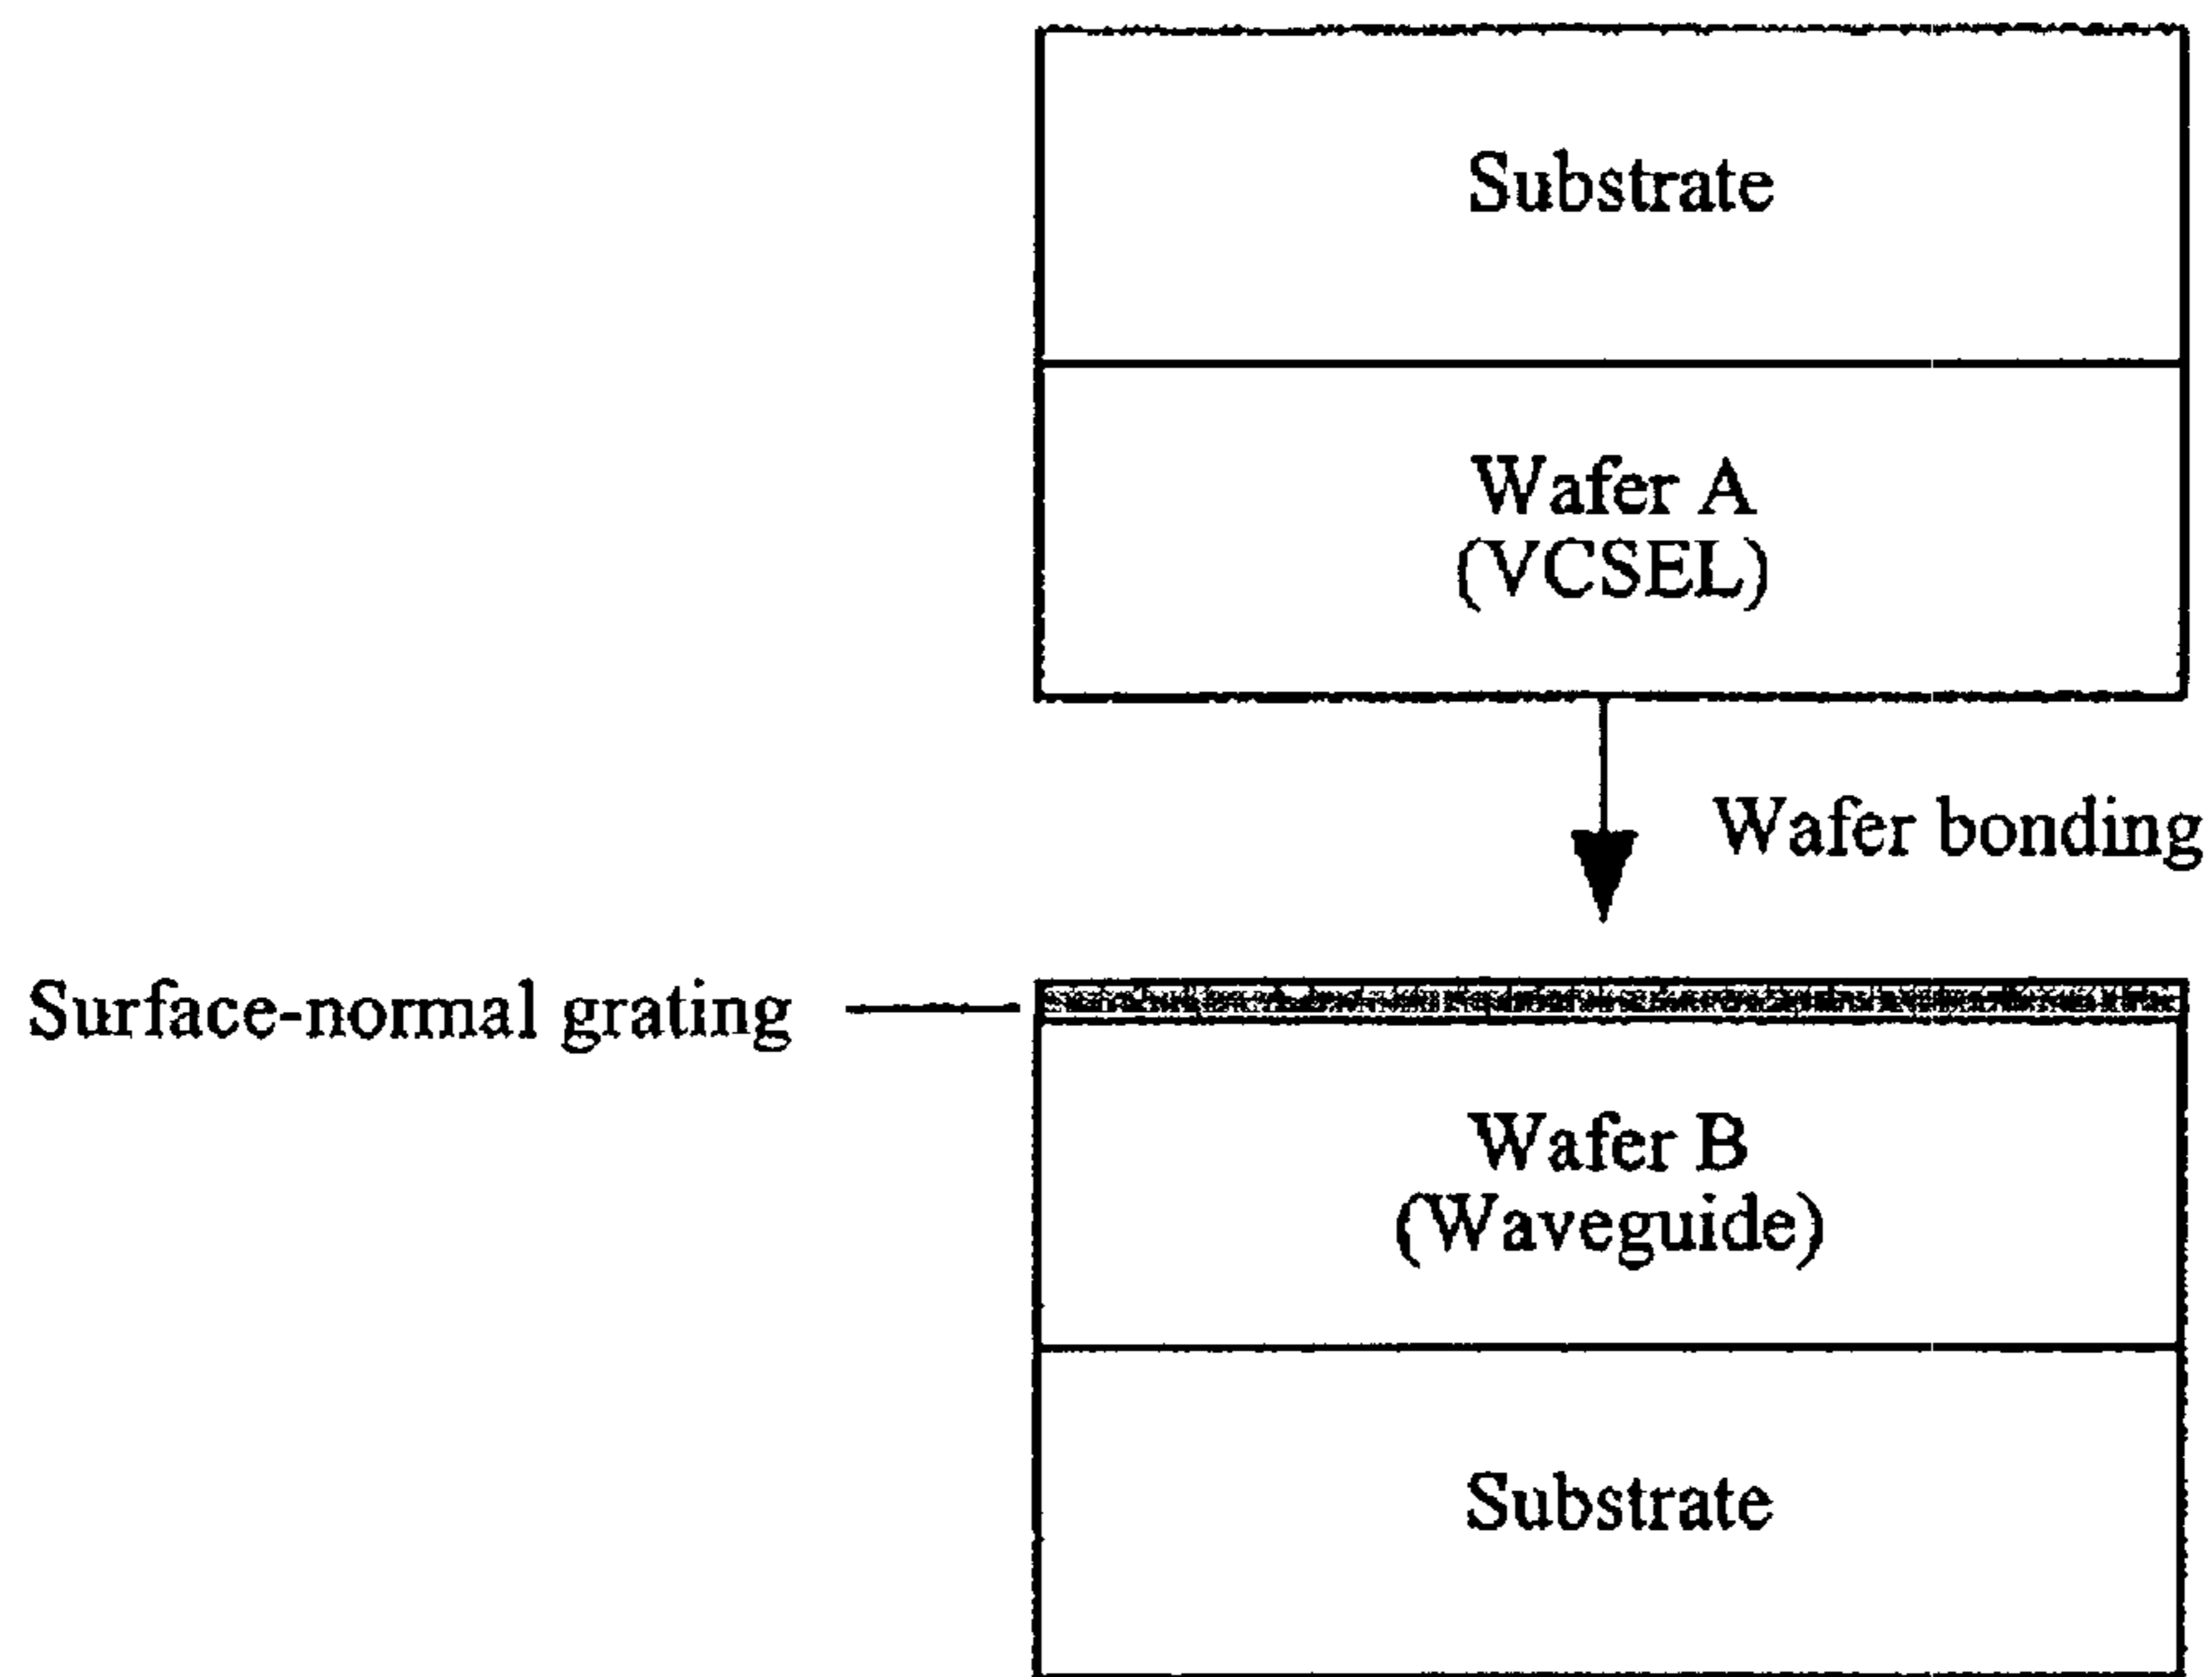 Substrate
Wafer A
(VCSEL)
Wafer bonding
Surface-normal grating
Wafer B
(Waveguide)
Substrate